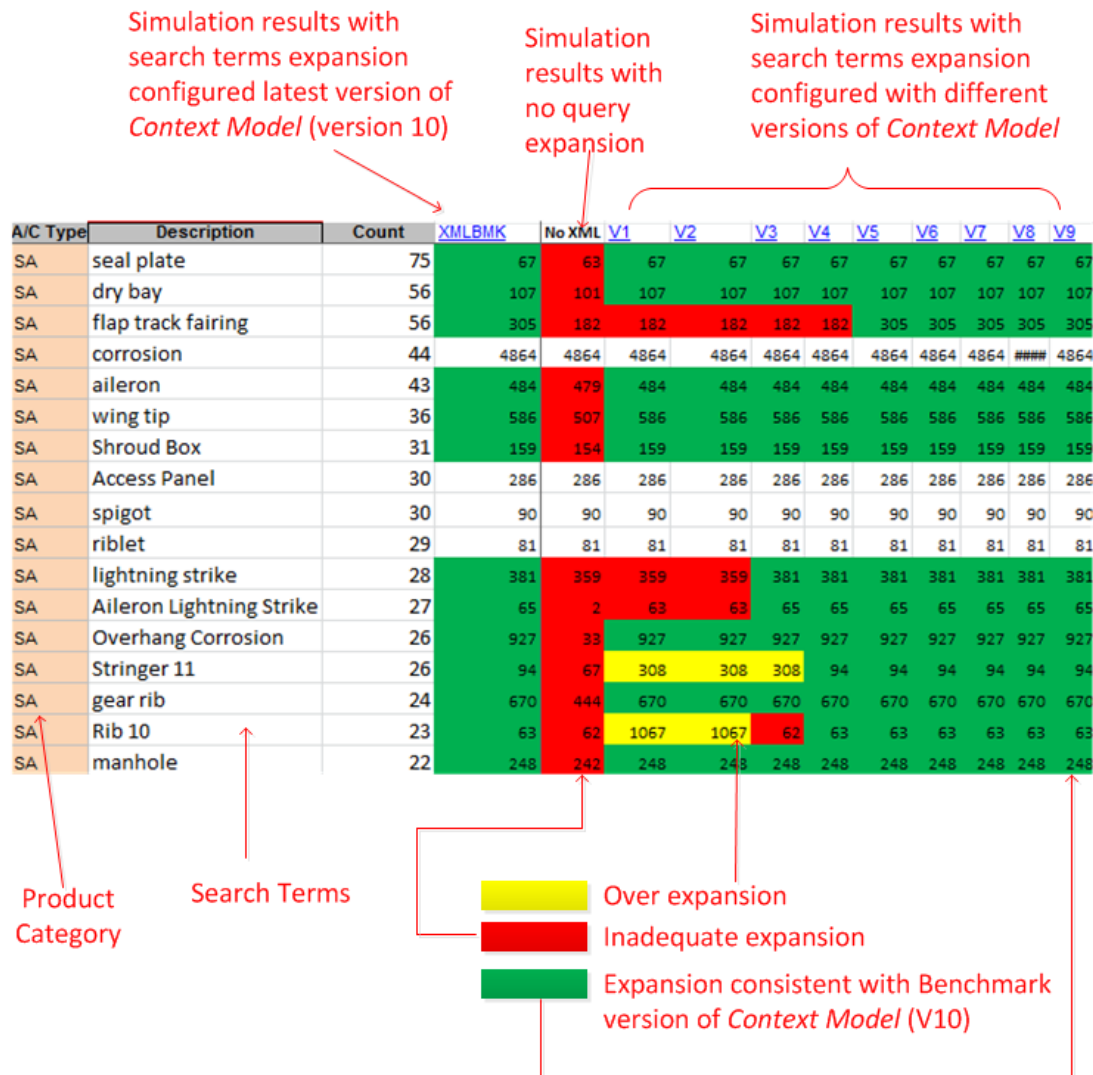 Simulation results with
search terms expansion
configured latest version of
Context Model (version 10)
Simulation
results with
no query
expansion
Simulation results with
search terms expansion
configured with different
versions of Context Model
A/C Type Description Count XMLBMK No XML V1 V2 V3 V4 V5 V6 V7 V8 V9
SA seal plate 75 67 63 67 67 67 67 67 67 67 67 67
SA dry bay 56 107 101 107 107 107 107 107 107 107 107 107
SA flap track fairing 56 305 182 182 182 182 182 305 305 305 305 305
SA corrosion 44 4864 4864 4864 4864 4864 4864 4864 4864 4864 #### 4864
SA aileron 43 484 479 484 484 484 484 484 484 484 484 484
SA wing tip 36 586 507 586 586 586 586 586 586 586 586 586
SA Shroud Box 31 159 154 159 159 159 159 159 159 159 159 159
SA Access Panel 30 286 286 286 286 286 286 286 286 286 286 286
SA spigot 30 90 90 90 90 90 90 90 90 90 90 90
SA riblet 29 81 81 81 81 81 81 81 81 81 81 81
SA lightning strike 28 381 359 359 359 381 381 381 381 381 381 381
SA Aileron Lightning Strike 27 65 2 63 63 65 65 65 65 65 65 65
SA Overhang Corrosion 26 927 33 927 927 927 927 927 927 927 927 927
SA Stringer 11 26 94 67 308 308 308 94 94 94 94 94 94
SA gear rib 24 670 444 670 670 670 670 670 670 670 670 670
SA Rib 10 23 63 62 1067 1067 62 63 63 63 63 63 63
SA manhole 22 248 242 248 248 248 248 248 248 248 248 248
Product
Category
Search Terms
Over expansion
Inadequate expansion
Expansion consistent with Benchmark
version of Context Model (V10)